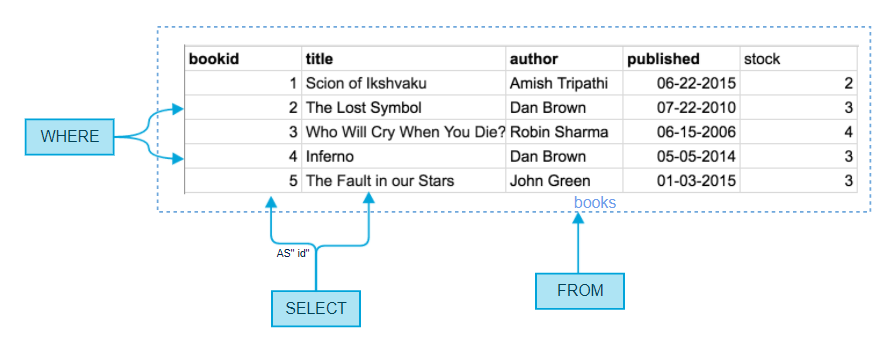 bookid title author published stock
1 Scion of Ikshvaku Amish Tripathi 06-22-2015 2
2 The Lost Symbol Dan Brown 07-22-2010 3
WHERE
3 Who Will Cry When You Die? Robin Sharma 06-15-2006 4
4 Inferno Dan Brown 05-05-2014 3
5 The Fault in our Stars John Green 01-03-2015 3
books
AS" id"
SELECT
FROM